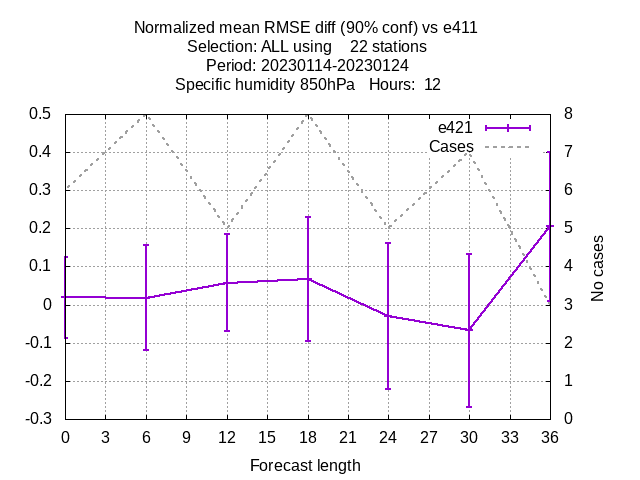 Normalized mean RMSE diff (90% conf) vs e411
Selection: ALL using    22 stations
Period: 20230114-20230124
Specific humidity 850hPa   Hours:  12
0.5
0.4
0.3
0.2
0.1
0
-0.1
-0.2
-0.3
e421
Cases
8
7
6
5
4
3
2
1
0
No cases
0 3 6 9 12 15 18 21 24 27 30 33 36
Forecast length